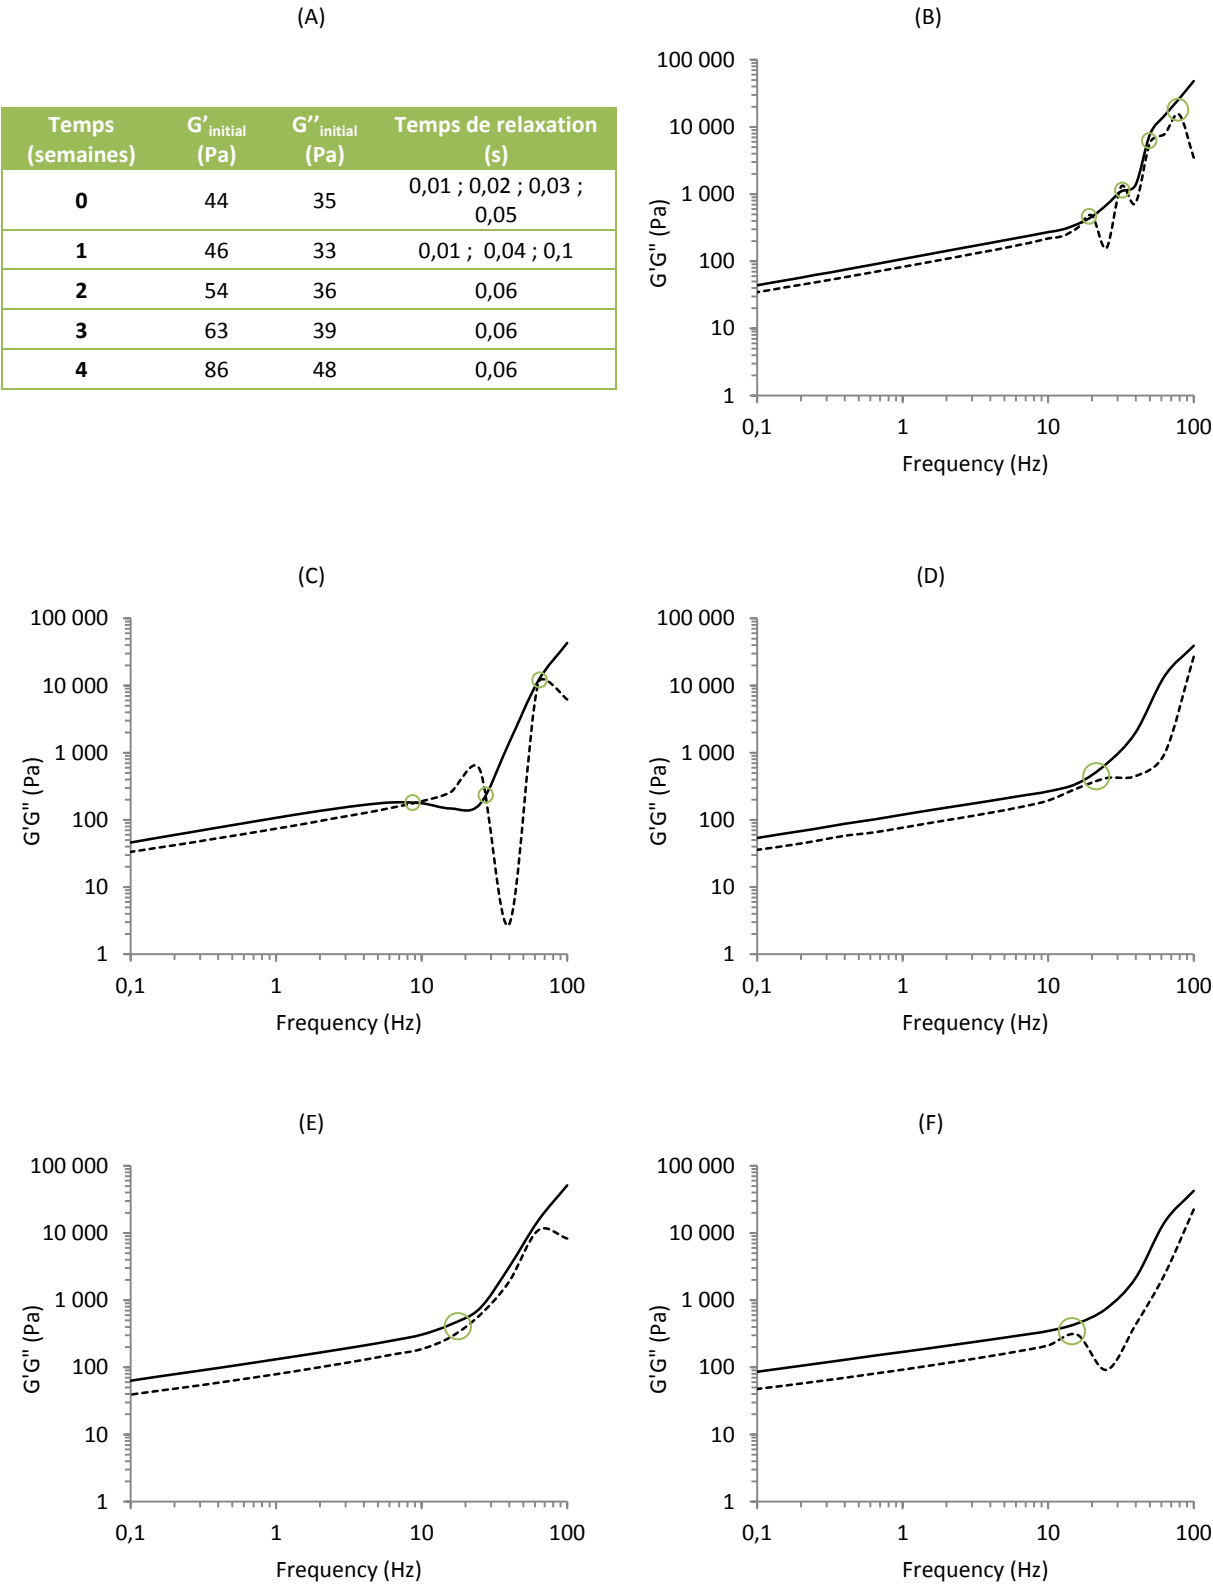 (A)
Temps (semaines) G'initial (Pa) G''initial (Pa) Temps de relaxation (s)
0 44 35 0,01 ; 0,02 ; 0,03 ; 0,05
1 46 33 0,01 ; 0,04 ; 0,1
2 54 36 0,06
3 63 39 0,06
4 86 48 0,06
(B)
G'G'' (Pa)
100 000
10 000
1 000
100
10
1
0,1 1 10 100
Frequency (Hz)
(C)
G'G'' (Pa)
100 000
10 000
1 000
100
10
1
0,1 1 10 100
Frequency (Hz)
(D)
G'G'' (Pa)
100 000
10 000
1 000
100
10
1
0,1 1 10 100
Frequency (Hz)
(E)
G'G'' (Pa)
100 000
10 000
1 000
100
10
1
0,1 1 10 100
Frequency (Hz)
(F)
G'G'' (Pa)
100 000
10 000
1 000
100
10
1
0,1 1 10 100
Frequency (Hz)